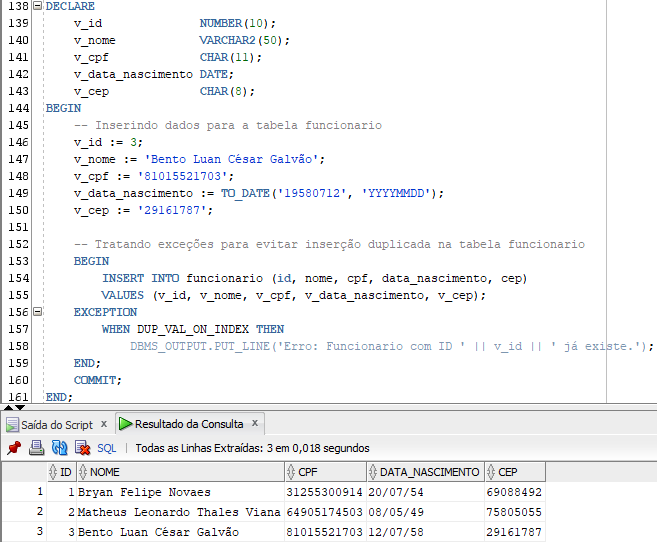 138 DECLARE
139 v_id NUMBER(10);
140 v_nome VARCHAR2(50);
141 v_cpf CHAR(11);
142 v_data_nascimento DATE;
143 v_cep CHAR(8);
144 BEGIN
145 -- Inserindo dados para a tabela funcionario
146 v_id := 3;
147 v_nome := 'Bento Luan César Galvão';
148 v_cpf := '81015521703';
149 v_data_nascimento := TO_DATE('19580712', 'YYYYMMDD');
150 v_cep := '29161787';
151
152 -- Tratando exceções para evitar inserção duplicada na tabela funcionario
153 BEGIN
154 INSERT INTO funcionario (id, nome, cpf, data_nascimento, cep)
155 VALUES (v_id, v_nome, v_cpf, v_data_nascimento, v_cep);
156 EXCEPTION
157 WHEN DUP_VAL_ON_INDEX THEN
158 DBMS_OUTPUT.PUT_LINE('Erro: Funcionario com ID ' || v_id || ' já existe.');
159 END;
160 COMMIT;
161 END;
Saída do Script x Resultado da Consulta x
SQL | Todas as Linhas Extraídas: 3 em 0,018 segundos
ID NOME CPF DATA_NASCIMENTO CEP
1 1 Bryan Felipe Novaes 31255300914 20/07/54 69088492
2 2 Matheus Leonardo Thales Viana 64905174503 08/05/49 75805055
3 3 Bento Luan César Galvão 81015521703 12/07/58 29161787